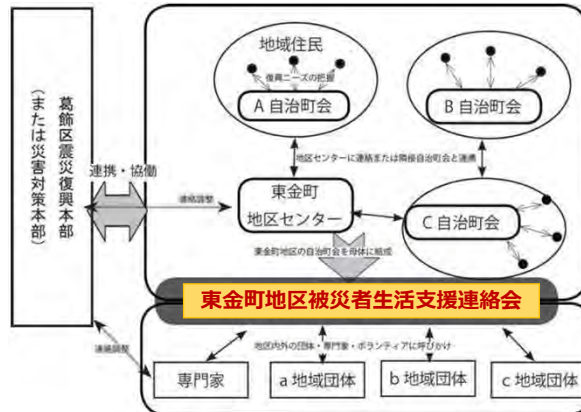 葛飾区震災復興本部
(または災害対策本部)
連携・協働
地域住民
復興ニーズの把握
A 自治町会
B 自治町会
地区センターに連絡または隣接自治町会と連携
連絡調整
東金町
地区センター
C 自治町会
東金町地区の自治町会を母体に組成
東金町地区被災者生活支援連絡会
連絡調整
地区内外の団体・専門家・ボランティアに呼びかけ
専門家
a 地域団体
b 地域団体
c 地域団体